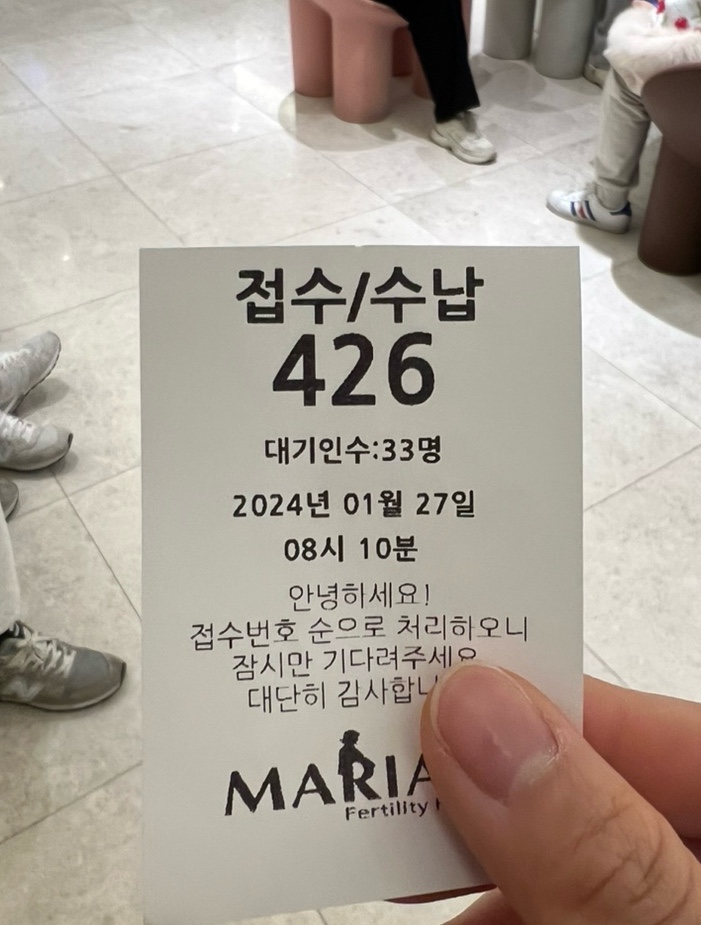 접수/수납
426
대기인수:33명
2024년 01월 27일
08시 10분
안녕하세요!
접수번호 순으로 처리하오니
잠시만 기다려주세요
대단히
MARIA
Fertility